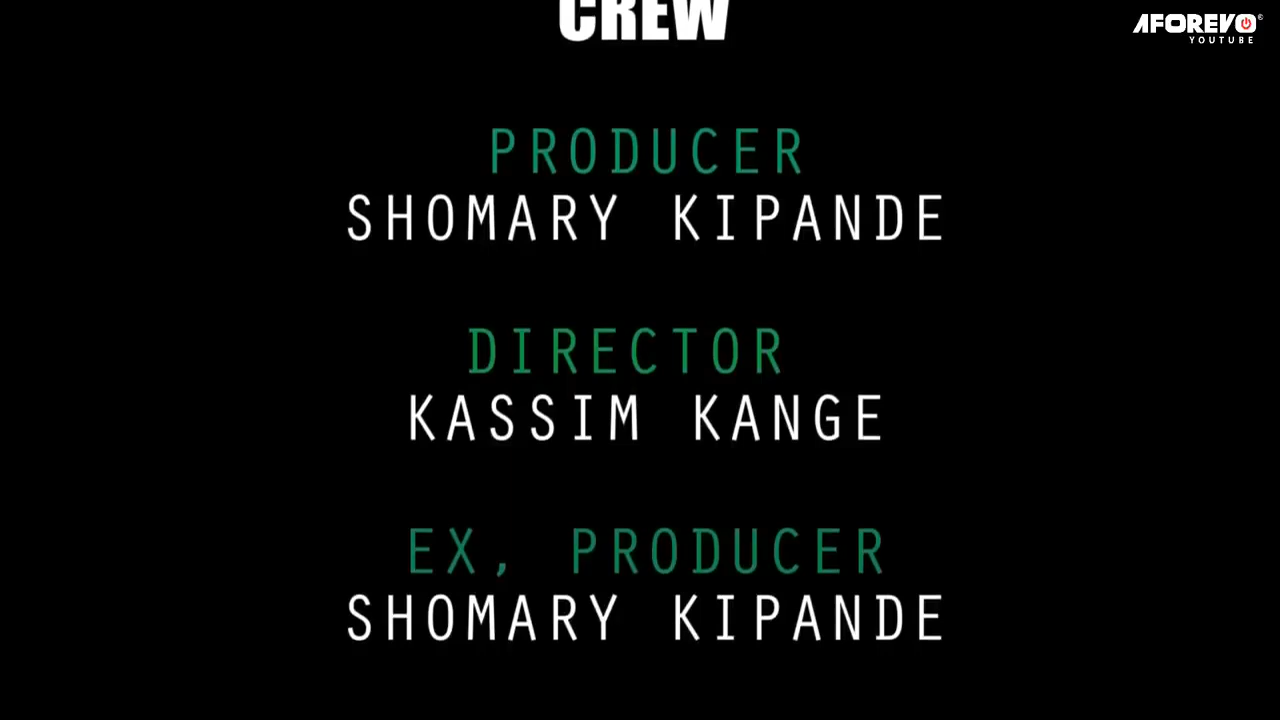 CREW
AFOREVO
YOUTUBE
PRODUCER
SHOMARY KIPANDE
DIRECTOR
KASSIM KANGE
EX, PRODUCER
SHOMARY KIPANDE